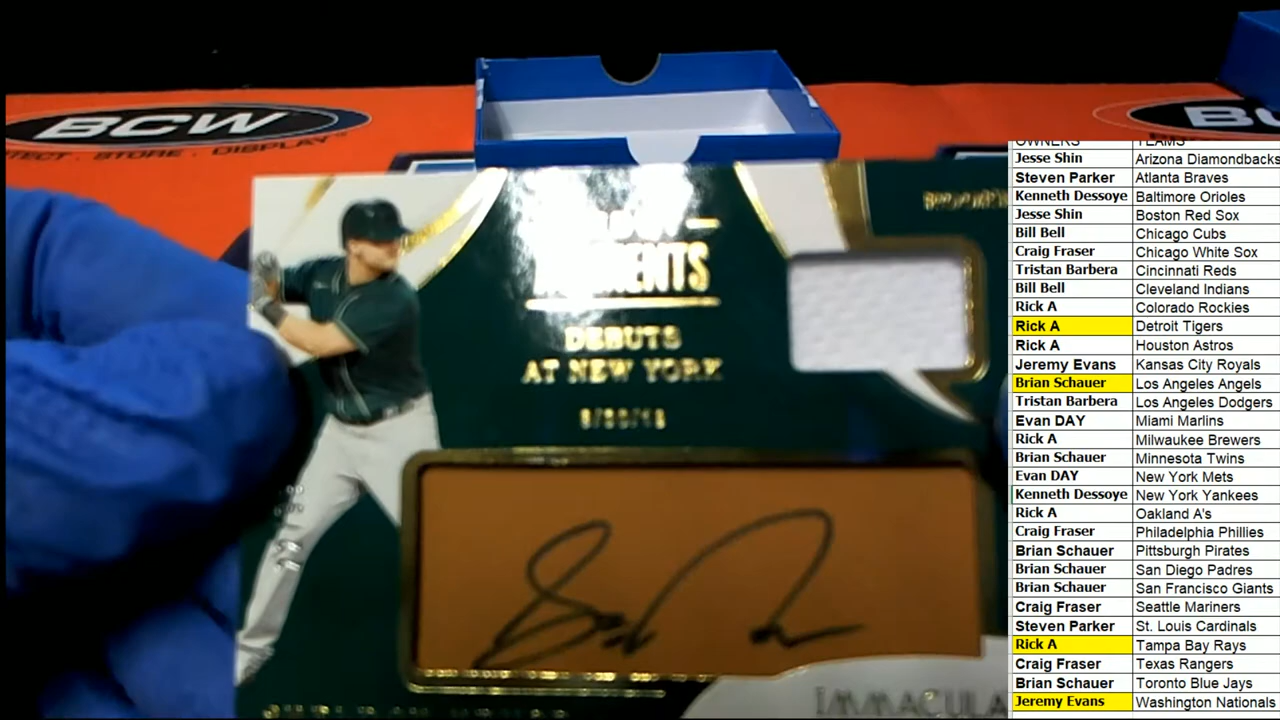 BCW
TECT · STORE · DISPLAY
DEBUTS
AT NEW YORK
IMMACULA
OWNERS TEAMS
Jesse Shin Arizona Diamondbacks
Steven Parker Atlanta Braves
Kenneth Dessoye Baltimore Orioles
Jesse Shin Boston Red Sox
Bill Bell Chicago Cubs
Craig Fraser Chicago White Sox
Tristan Barbera Cincinnati Reds
Bill Bell Cleveland Indians
Rick A Colorado Rockies
Rick A Detroit Tigers
Rick A Houston Astros
Jeremy Evans Kansas City Royals
Brian Schauer Los Angeles Angels
Tristan Barbera Los Angeles Dodgers
Evan DAY Miami Marlins
Rick A Milwaukee Brewers
Brian Schauer Minnesota Twins
Evan DAY New York Mets
Kenneth Dessoye New York Yankees
Rick A Oakland A's
Craig Fraser Philadelphia Phillies
Brian Schauer Pittsburgh Pirates
Brian Schauer San Diego Padres
Brian Schauer San Francisco Giants
Craig Fraser Seattle Mariners
Steven Parker St. Louis Cardinals
Rick A Tampa Bay Rays
Craig Fraser Texas Rangers
Brian Schauer Toronto Blue Jays
Jeremy Evans Washington Nationals